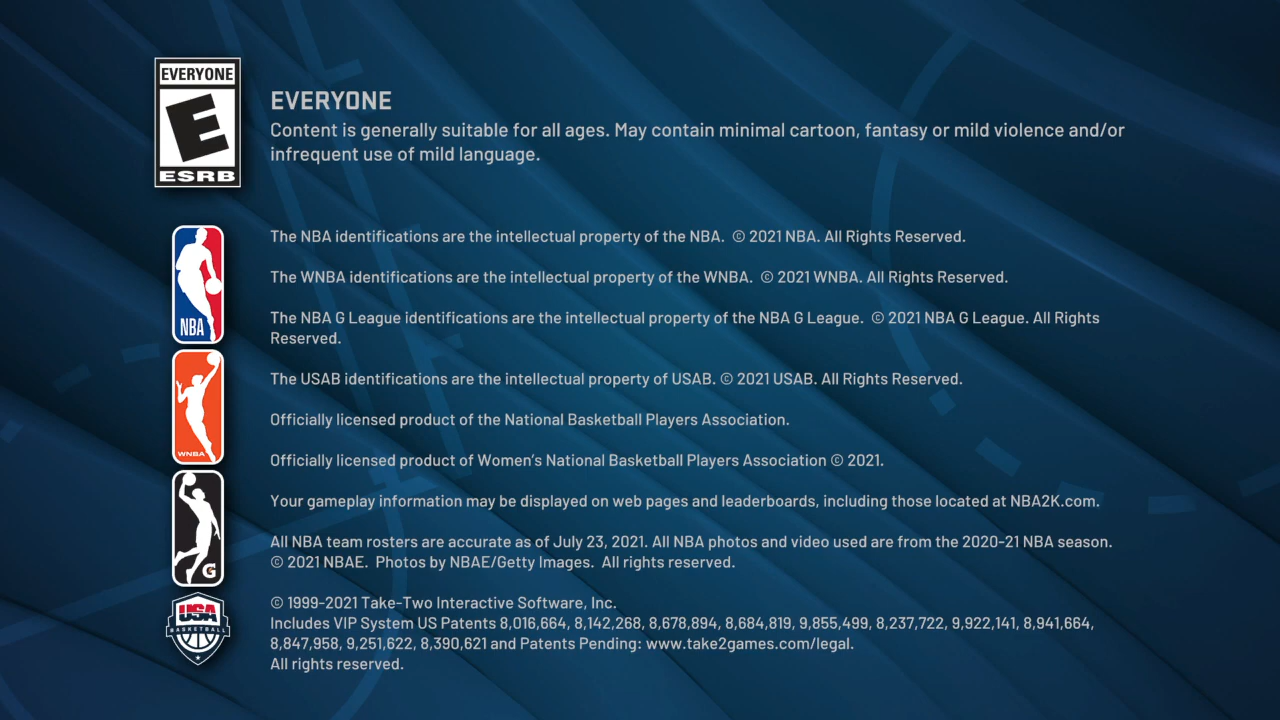 EVERYONE
E
ESRB
EVERYONE
Content is generally suitable for all ages. May contain minimal cartoon, fantasy or mild violence and/or
infrequent use of mild language.
NBA
The NBA identifications are the intellectual property of the NBA.  © 2021 NBA. All Rights Reserved.
The WNBA identifications are the intellectual property of the WNBA.  © 2021 WNBA. All Rights Reserved.
The NBA G League identifications are the intellectual property of the NBA G League.  © 2021 NBA G League. All Rights
Reserved.
WNBA
The USAB identifications are the intellectual property of USAB. © 2021 USAB. All Rights Reserved.
Officially licensed product of the National Basketball Players Association.
Officially licensed product of Women's National Basketball Players Association © 2021.
G
Your gameplay information may be displayed on web pages and leaderboards, including those located at NBA2K.com.
All NBA team rosters are accurate as of July 23, 2021. All NBA photos and video used are from the 2020-21 NBA season.
© 2021 NBAE.  Photos by NBAE/Getty Images.  All rights reserved.
USA
BASKETBALL
© 1999-2021 Take-Two Interactive Software, Inc.
Includes VIP System US Patents 8,016,664, 8,142,268, 8,678,894, 8,684,819, 9,855,499, 8,237,722, 9,922,141, 8,941,664,
8,847,958, 9,251,622, 8,390,621 and Patents Pending: www.take2games.com/legal.
All rights reserved.